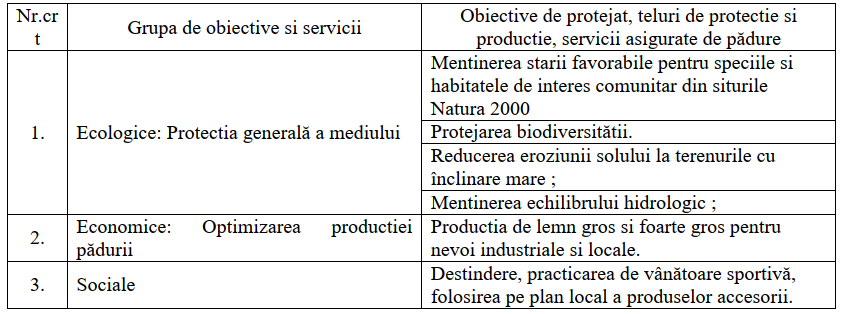 Nr.cr
t
Grupa de obiective si servicii
Obiective de protejat, teluri de protectie si
productie, servicii asigurate de pădure
1.
Ecologice: Protectia generală a mediului
Mentinerea starii favorabile pentru speciile si
habitatele de interes comunitar din siturile
Natura 2000
Protejarea biodiversitătii.
Reducerea eroziunii solului la terenurile cu
înclinare mare ;
Mentinerea echilibrului hidrologic ;
2.
Economice: Optimizarea productiei
pădurii
Productia de lemn gros si foarte gros pentru
nevoi industriale si locale.
3.
Sociale
Destindere, practicarea de vânătoare sportivă,
folosirea pe plan local a produselor accesorii.